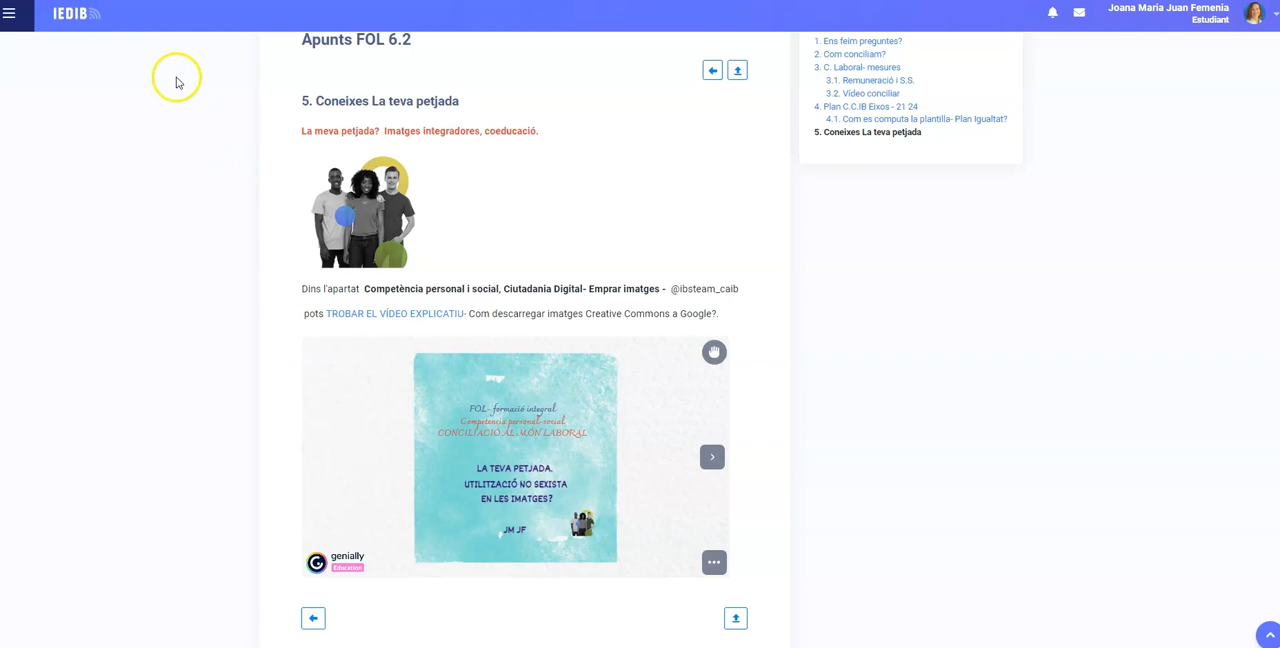 IEDIB
Joana Maria Juan Femenia
Estudiant
Apunts FOL 6.2
5. Coneixes La teva petjada
La meva petjada? Imatges integradores, coeducació.
Dins l'apartat Competència personal i social, Ciutadania Digital- Emprar imatges - @ibsteam_caib
pots TROBAR EL VÍDEO EXPLICATIU- Com descarregar imatges Creative Commons a Google?.
FOL- formació integral
Competencia personal-social
CONCILIACIÓ AL MÓN LABORAL
LA TEVA PETJADA.
UTILITZACIÓ NO SEXISTA
EN LES IMATGES?
JM JF
genially
Education
1. Ens feim preguntes?
2. Com conciliam?
3. C. Laboral- mesures
3.1. Remuneració i S.S.
3.2. Vídeo conciliar
4. Plan C.C.IB Eixos - 21 24
4.1. Com es computa la plantilla- Plan Igualtat?
5. Coneixes La teva petjada